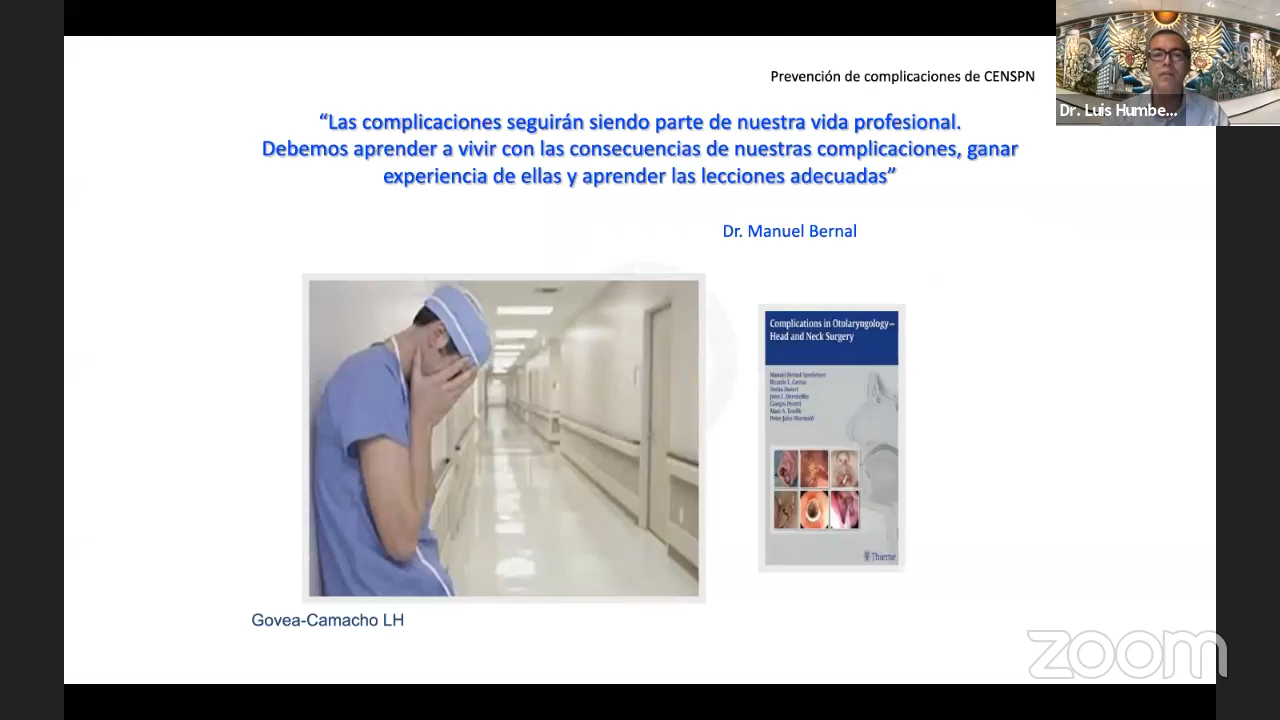 Prevención de complicaciones de CENSPN
Dr. Luis Humbe...
“Las complicaciones seguirán siendo parte de nuestra vida profesional.
Debemos aprender a vivir con las consecuencias de nuestras complicaciones, ganar
experiencia de ellas y aprender las lecciones adecuadas”
Dr. Manuel Bernal
Complications in Otolaryngology–
Head and Neck Surgery
Manuel Bernal
Thieme
Govea-Camacho LH
zoom